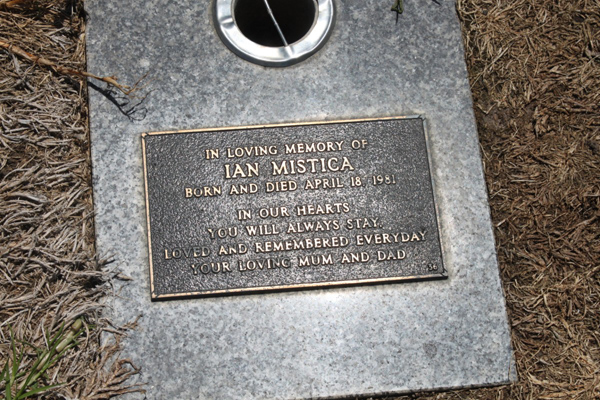 IN LOVING MEMORY OF
IAN MISTICA
BORN AND DIED APRIL 18, 1981
IN OUR HEARTS
YOU WILL ALWAYS STAY,
LOVED AND REMEMBERED EVERYDAY
YOUR LOVING MUM AND DAD